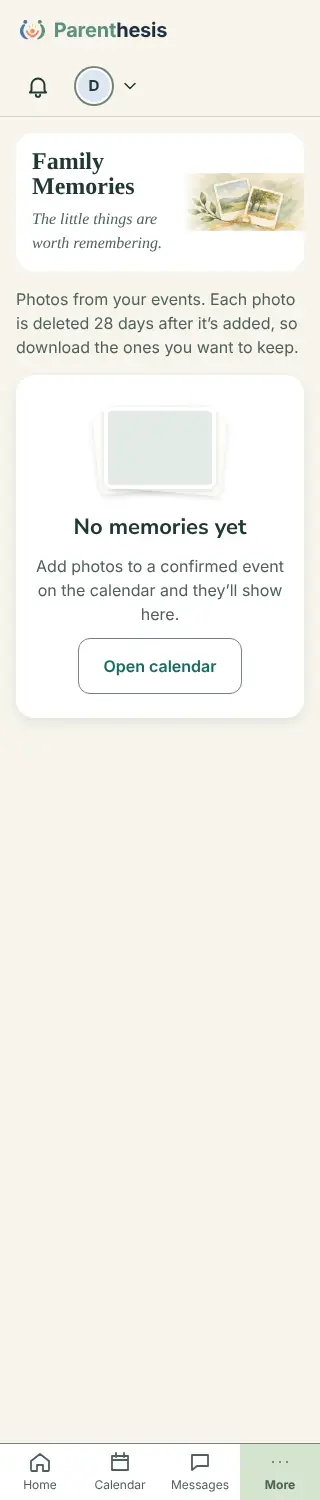 Parenthesis
D
Family
Memories
The little things are
worth remembering.
Photos from your events. Each photo
is deleted 28 days after it’s added, so
download the ones you want to keep.
No memories yet
Add photos to a confirmed event
on the calendar and they’ll show
here.
Open calendar
Home
Calendar
Messages
More